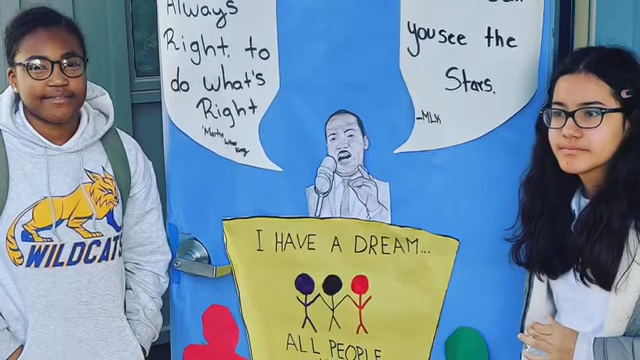 Always
Right, to
do what's
Right
-Martin Luther
King
you see the
Stars.
-MLK
I HAVE A DREAM...
ALL PEOPLE
WILDCATS